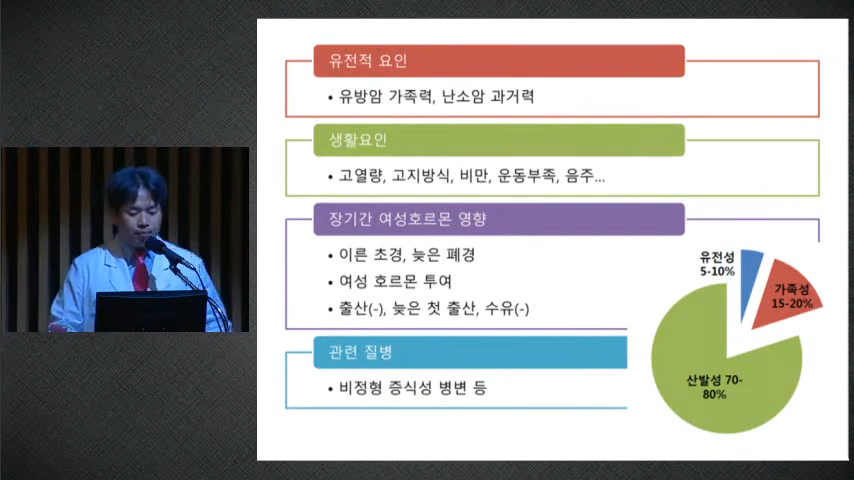 유전적 요인
• 유방암 가족력, 난소암 과거력
생활요인
• 고열량, 고지방식, 비만, 운동부족, 음주...
장기간 여성호르몬 영향
• 이른 초경, 늦은 폐경
• 여성 호르몬 투여
• 출산(-), 늦은 첫 출산, 수유(-)
관련 질병
• 비정형 증식성 병변 등
유전성
5-10%
가족성
15-20%
산발성 70-
80%